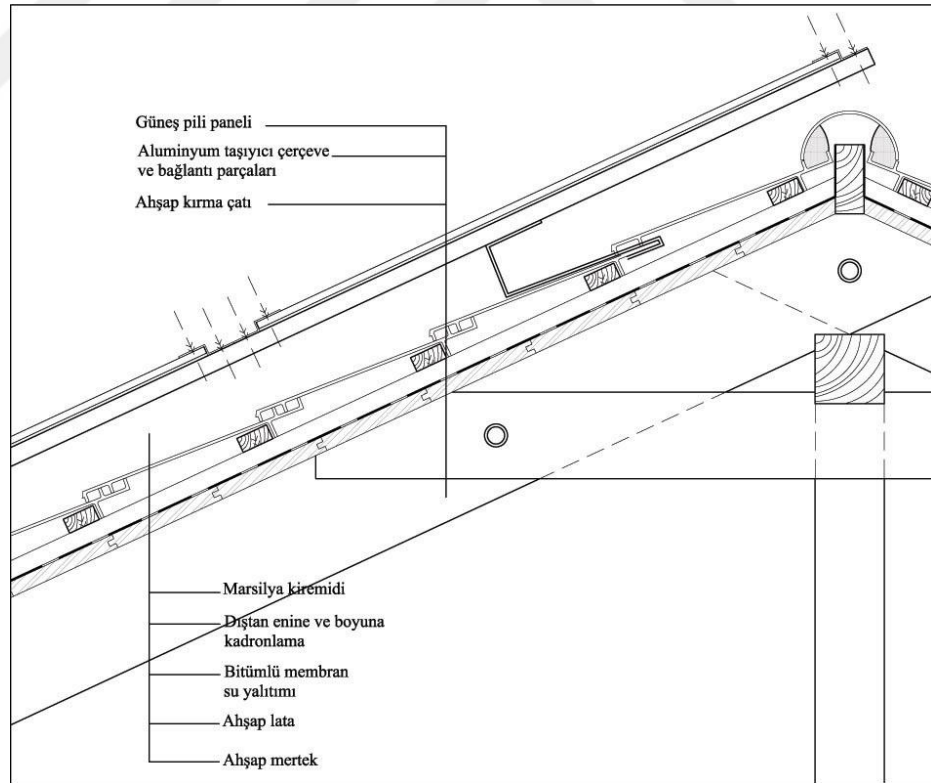 Güneş pili paneli
Aluminyum taşıyıcı çerçeve
ve bağlantı parçaları
Ahşap kırma çatı
Marsilya kiremidi
Dıştan enine ve boyuna
kadronlama
Bitümlü membran
su yalıtımı
Ahşap lata
Ahşap mertek